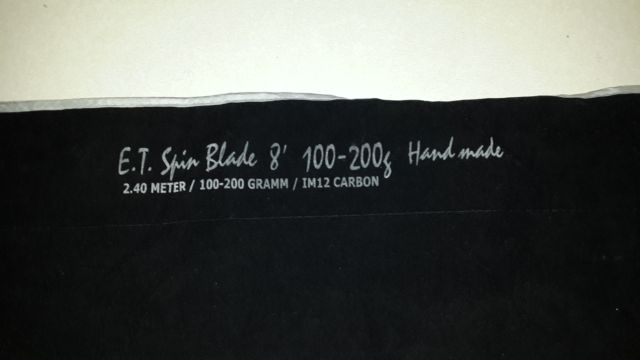 E.T. Spin Blade 8' 100-200g Hand made
2.40 METER / 100-200 GRAMM / IM12 CARBON